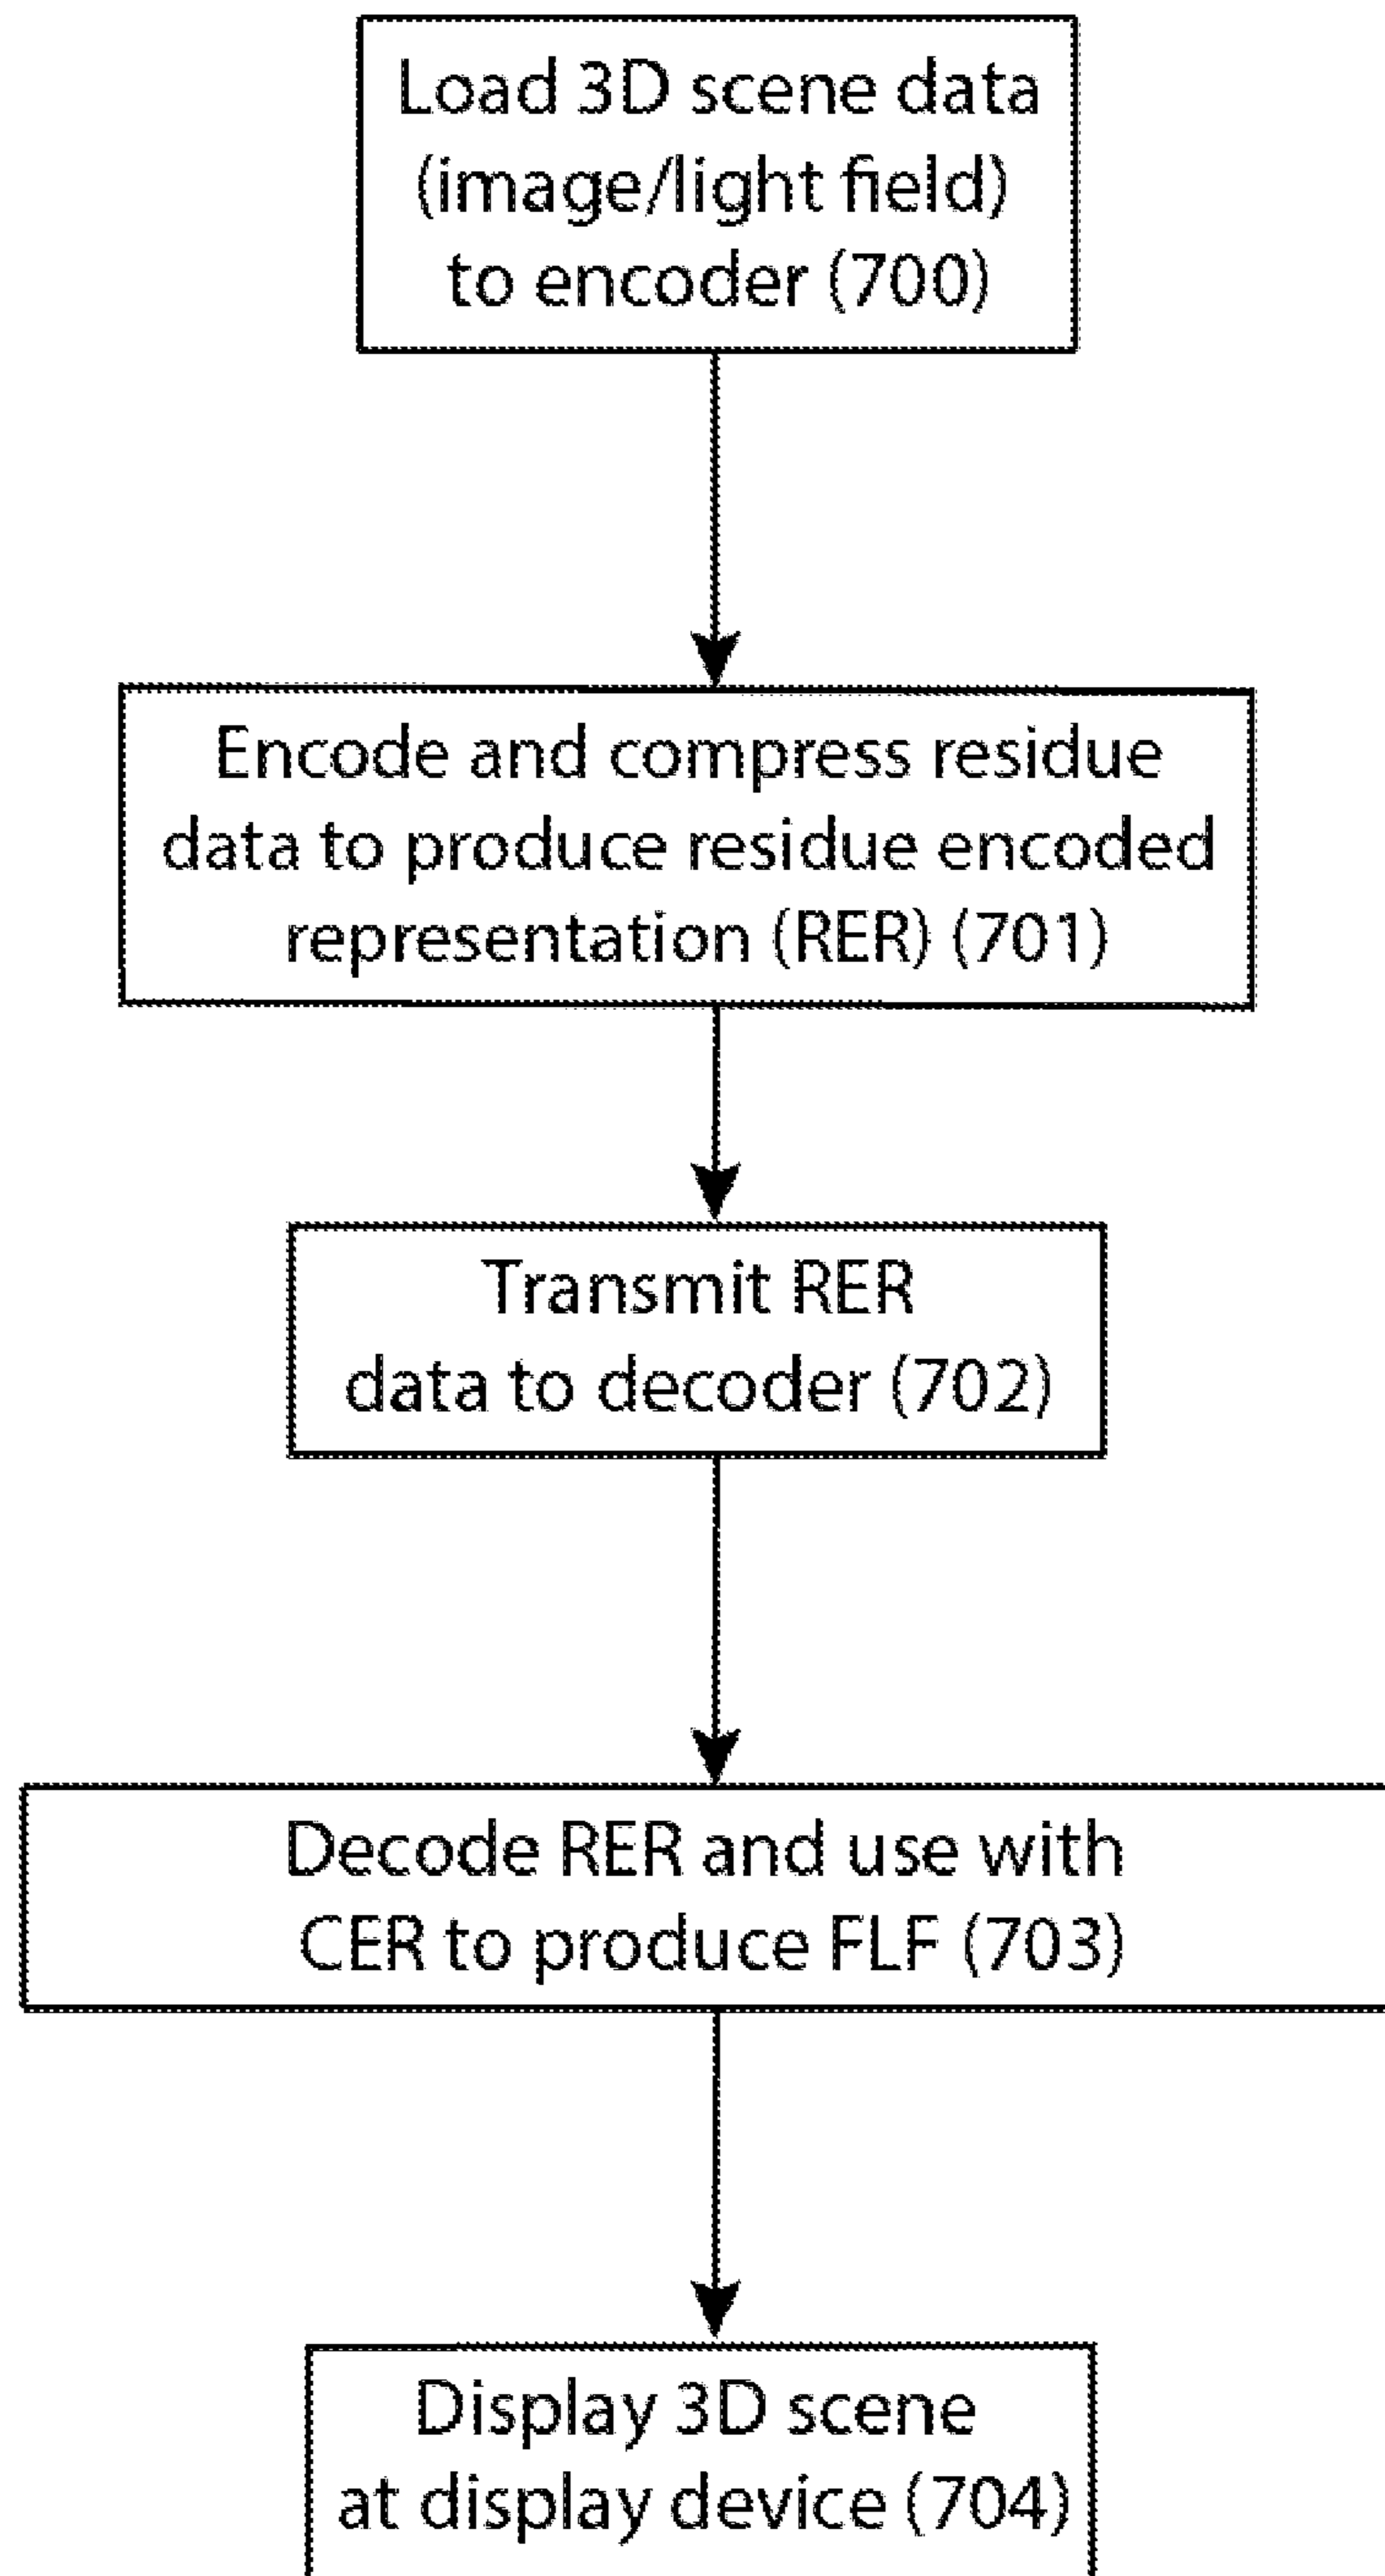 Load 3D scene data
(image/light field)
to encoder (700)
Encode and compress residue
data to produce residue encoded
representation (RER) (701)
Transmit RER
data to decoder (702)
Decode RER and use with
CER to produce FLF (703)
Display 3D scene
at display device (704)